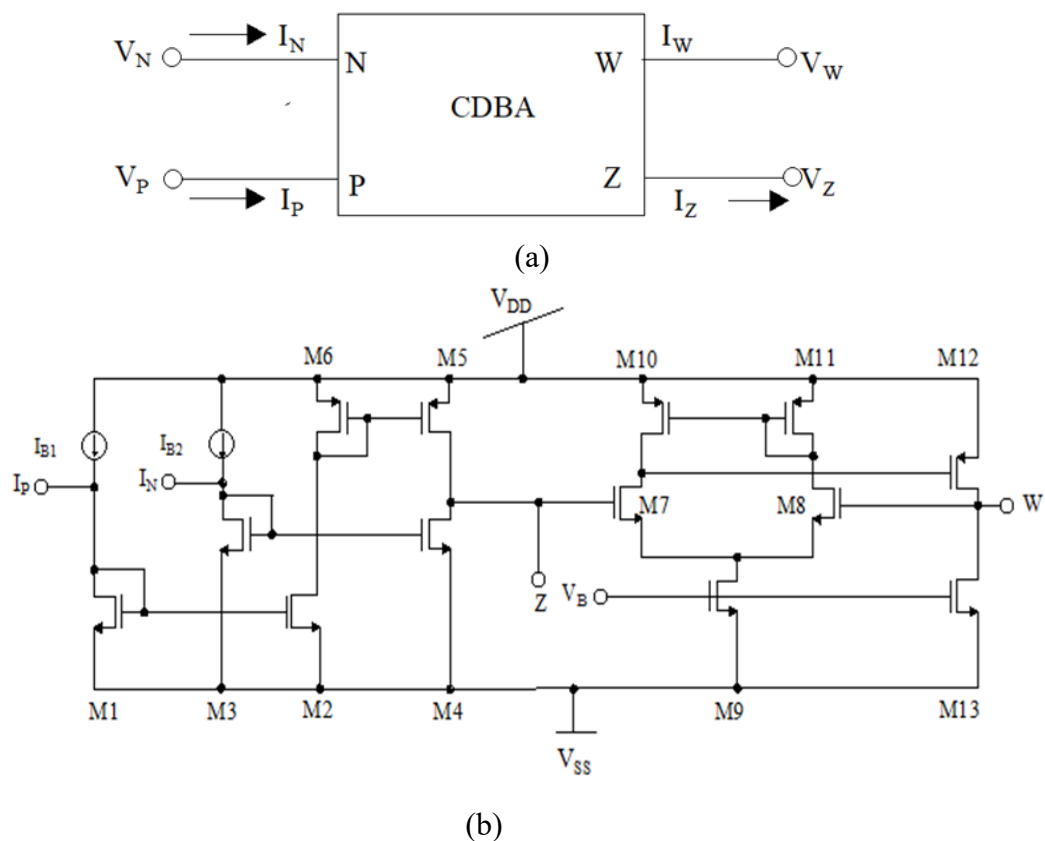 V_N I_N N CDBA W I_W V_W
V_P I_P P Z I_Z V_Z
(a)
V_DD
M6 M5 M10 M11 M12
I_B1 I_B2
I_P I_N M7 M8 W
Z V_B
M1 M3 M2 M4 M9 M13
V_SS
(b)